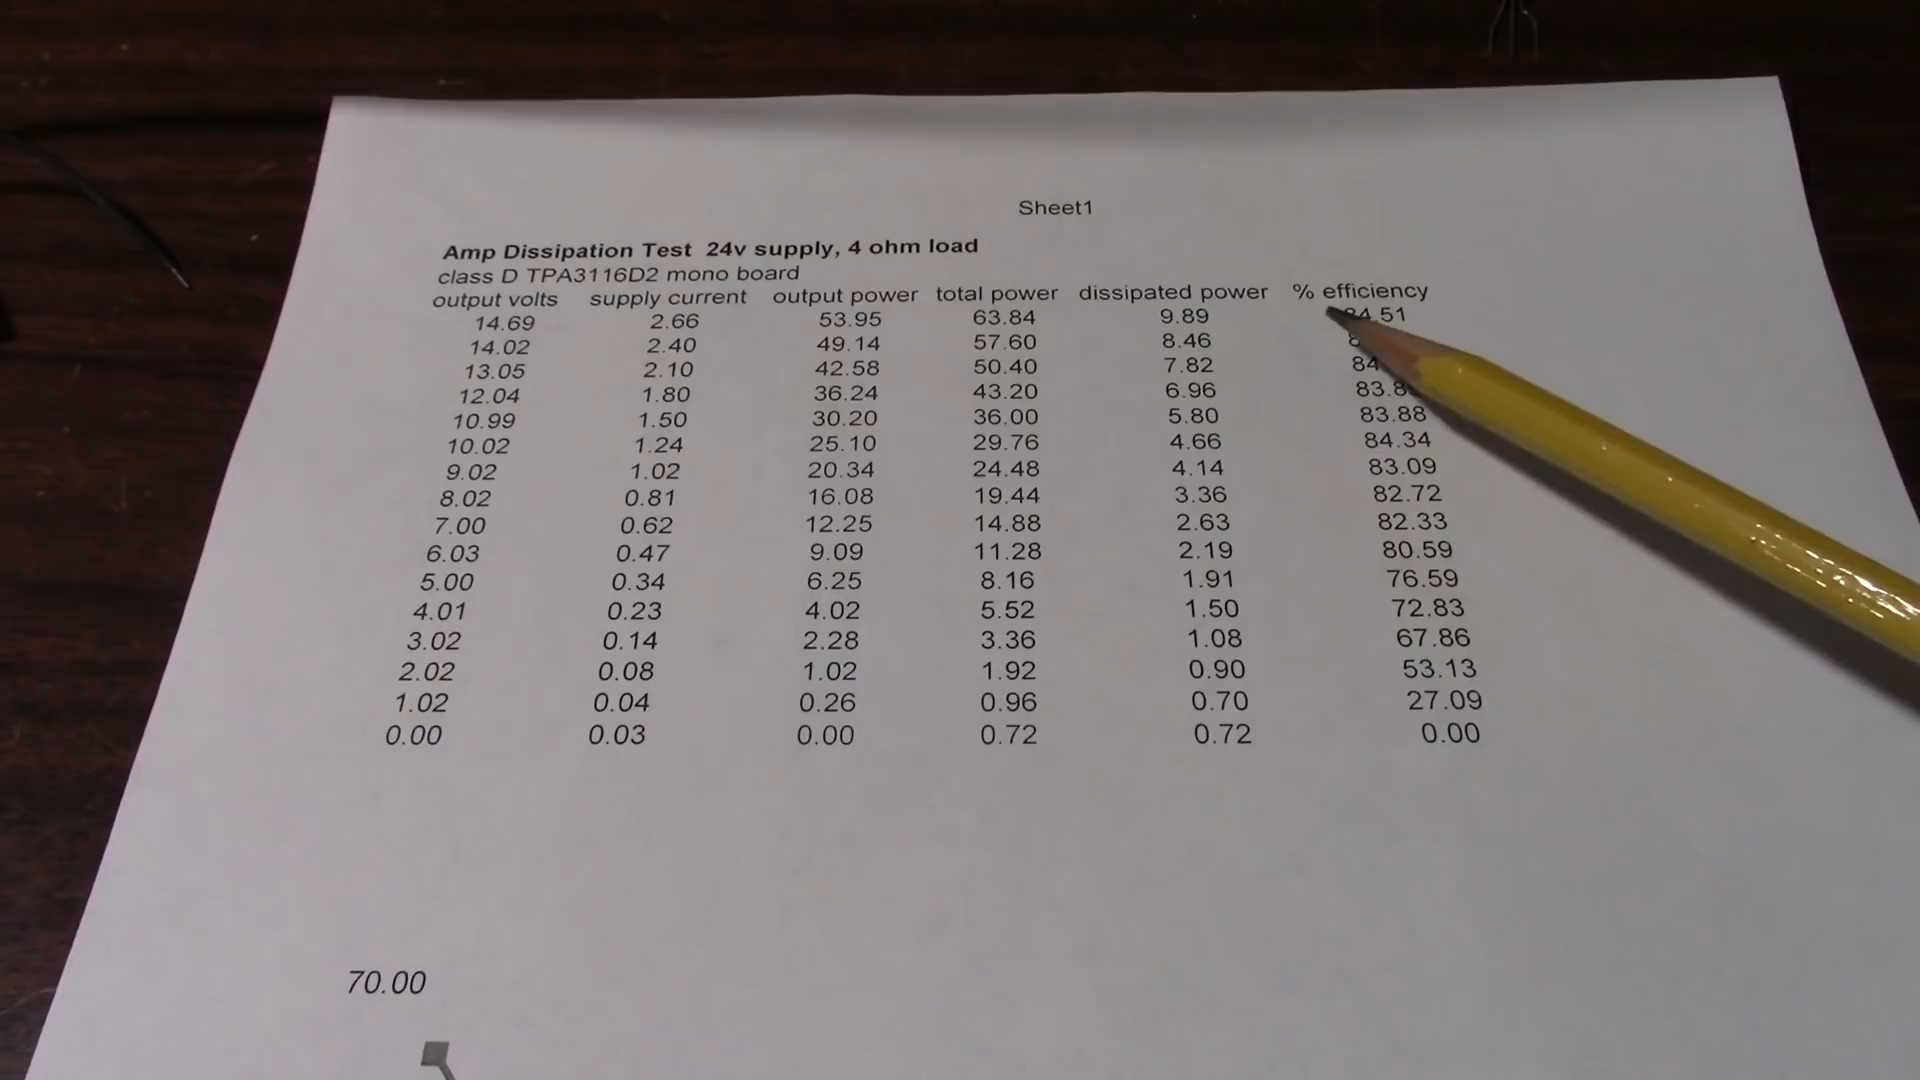 Sheet1
Amp Dissipation Test 24v supply, 4 ohm load
class D TPA3116D2 mono board
output volts supply current output power total power dissipated power % efficiency
14.69 2.66 53.95 63.84 9.89 84.51
14.02 2.40 49.14 57.60 8.46
13.05 2.10 42.58 50.40 7.82
12.04 1.80 36.24 43.20 6.96
10.99 1.50 30.20 36.00 5.80 83.88
10.02 1.24 25.10 29.76 4.66 84.34
9.02 1.02 20.34 24.48 4.14 83.09
8.02 0.81 16.08 19.44 3.36 82.72
7.00 0.62 12.25 14.88 2.63 82.33
6.03 0.47 9.09 11.28 2.19 80.59
5.00 0.34 6.25 8.16 1.91 76.59
4.01 0.23 4.02 5.52 1.50 72.83
3.02 0.14 2.28 3.36 1.08 67.86
2.02 0.08 1.02 1.92 0.90 53.13
1.02 0.04 0.26 0.96 0.70 27.09
0.00 0.03 0.00 0.72 0.72 0.00
70.00